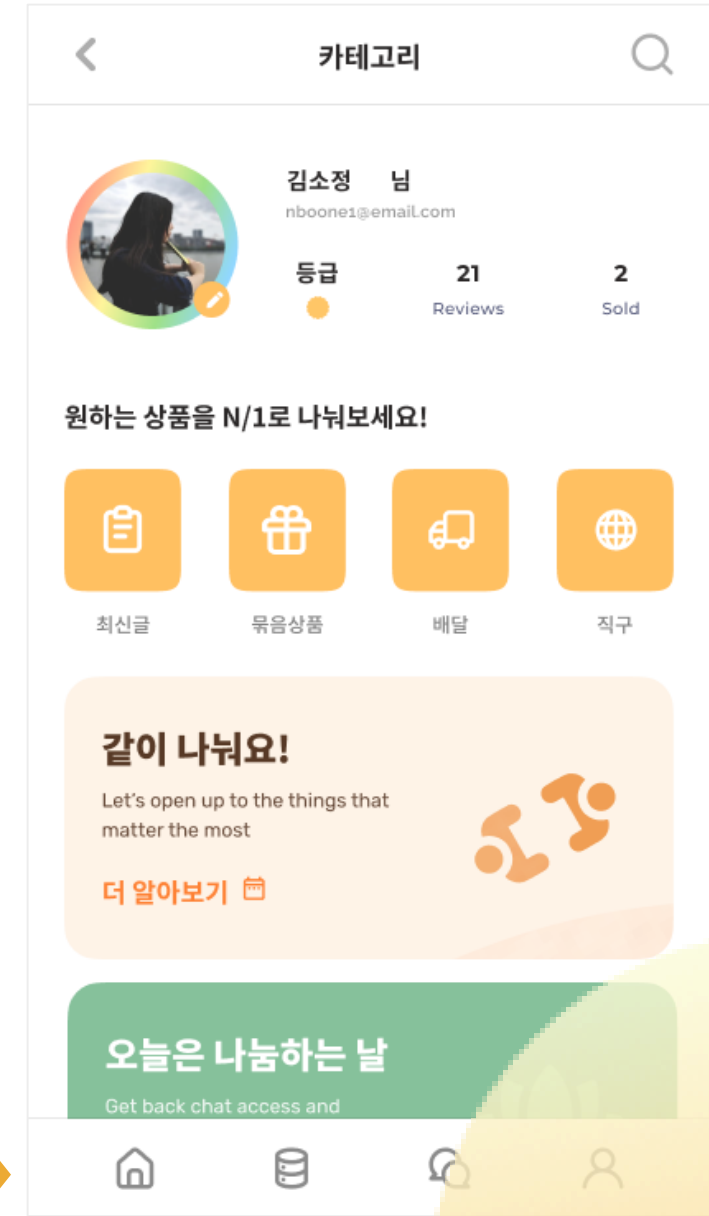 카테고리
김소정 님
nboone1@email.com
등급 21 2
Reviews Sold
원하는 상품을 N/1로 나눠보세요!
최신글 묶음상품 배달 직구
같이 나눠요!
Let's open up to the things that
matter the most
더 알아보기
오늘은 나눔하는 날
Get back chat access and